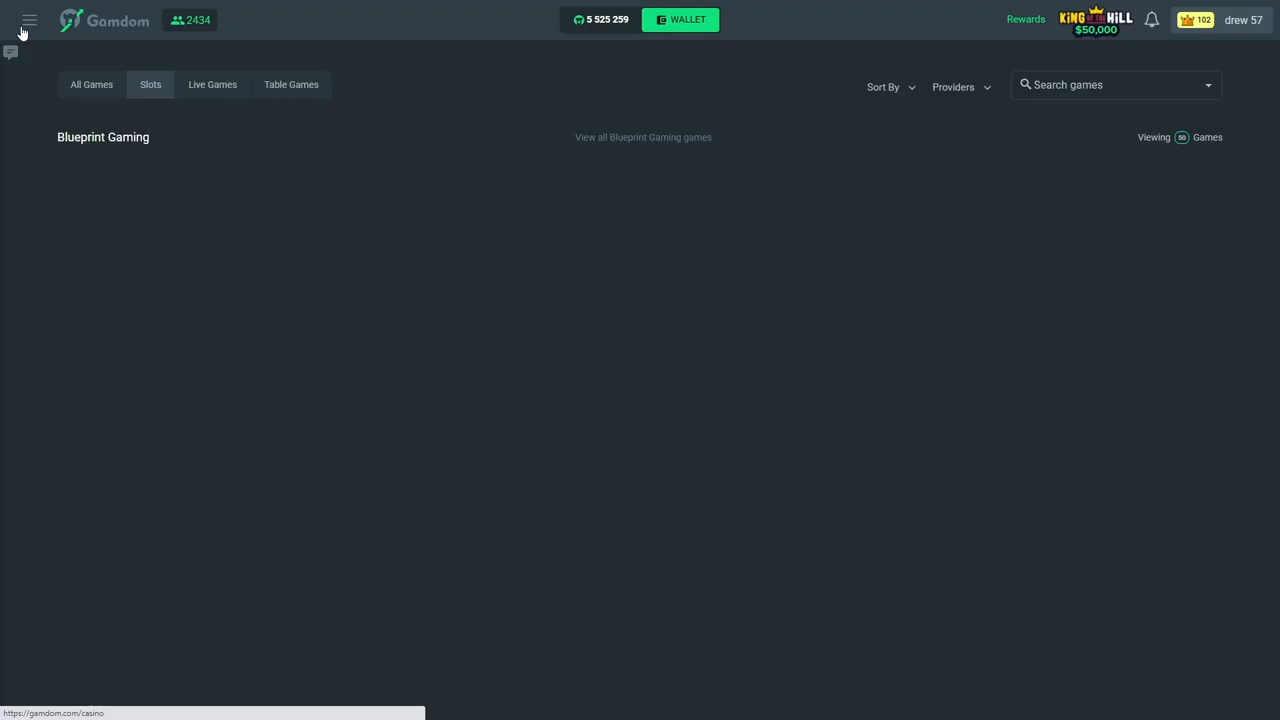 Gamdom
2434
5 525 259
WALLET
Rewards
KING OF THE HILL
$50,000
102
drew 57
All Games
Slots
Live Games
Table Games
Sort By
Providers
Search games
Blueprint Gaming
View all Blueprint Gaming games
Viewing 50 Games
https://gamdom.com/casino